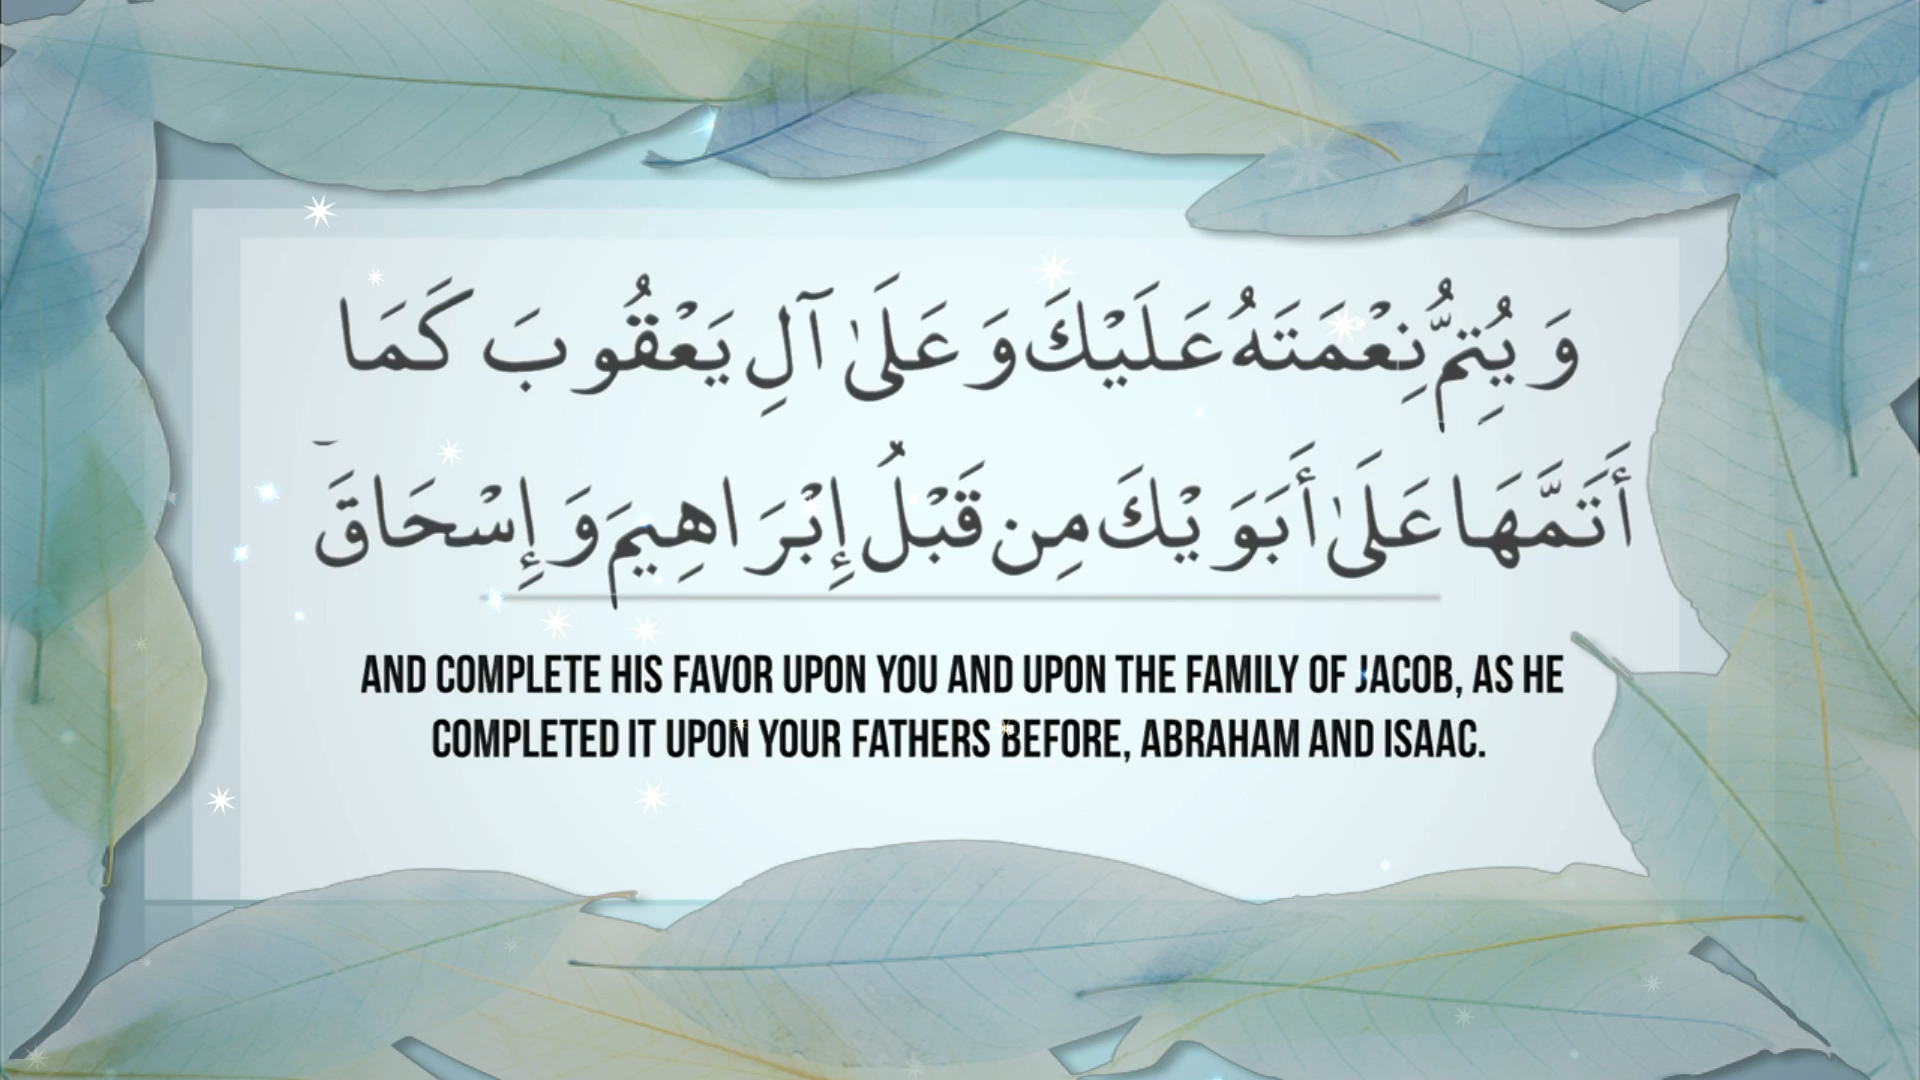 وَيُتِمُّ نِعْمَتَهُ عَلَيْكَ وَعَلَىٰ آلِ يَعْقُوبَ كَمَا
أَتَمَّهَا عَلَىٰ أَبَوَيْكَ مِن قَبْلُ إِبْرَاهِيمَ وَإِسْحَاقَ
AND COMPLETE HIS FAVOR UPON YOU AND UPON THE FAMILY OF JACOB, AS HE
COMPLETED IT UPON YOUR FATHERS BEFORE, ABRAHAM AND ISAAC.